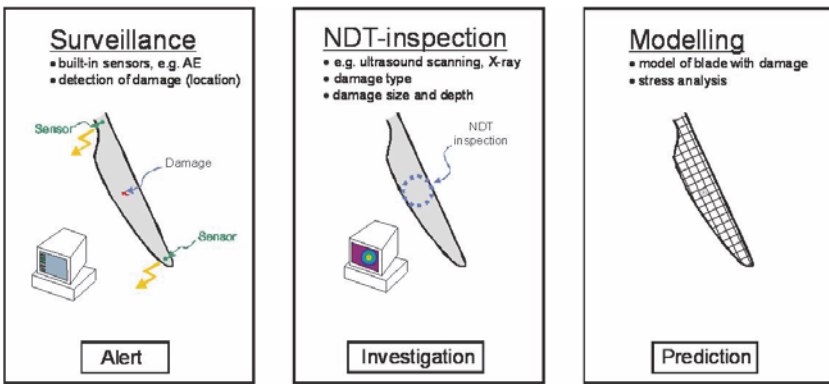 Surveillance
• built-in sensors, e.g. AE
• detection of damage (location)
Sensor
Damage
Sensor
Alert
NDT-inspection
• e.g. ultrasound scanning, X-ray
• damage type
• damage size and depth
NDT
inspection
Investigation
Modelling
• model of blade with damage
• stress analysis
Prediction